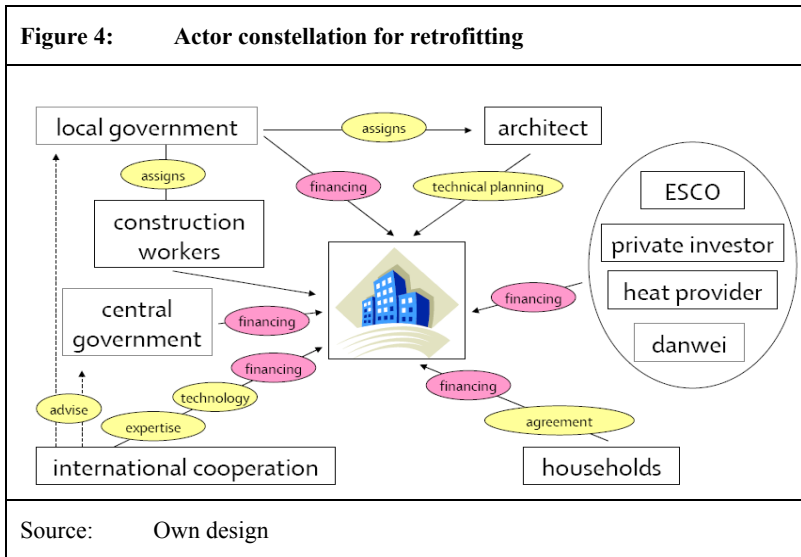 Figure 4: Actor constellation for retrofitting
local government
assigns
architect
assigns
financing
technical planning
ESCO
construction
workers
private investor
heat provider
financing
central
government
financing
danwei
financing
technology
financing
advise
expertise
agreement
international cooperation
households
Source: Own design